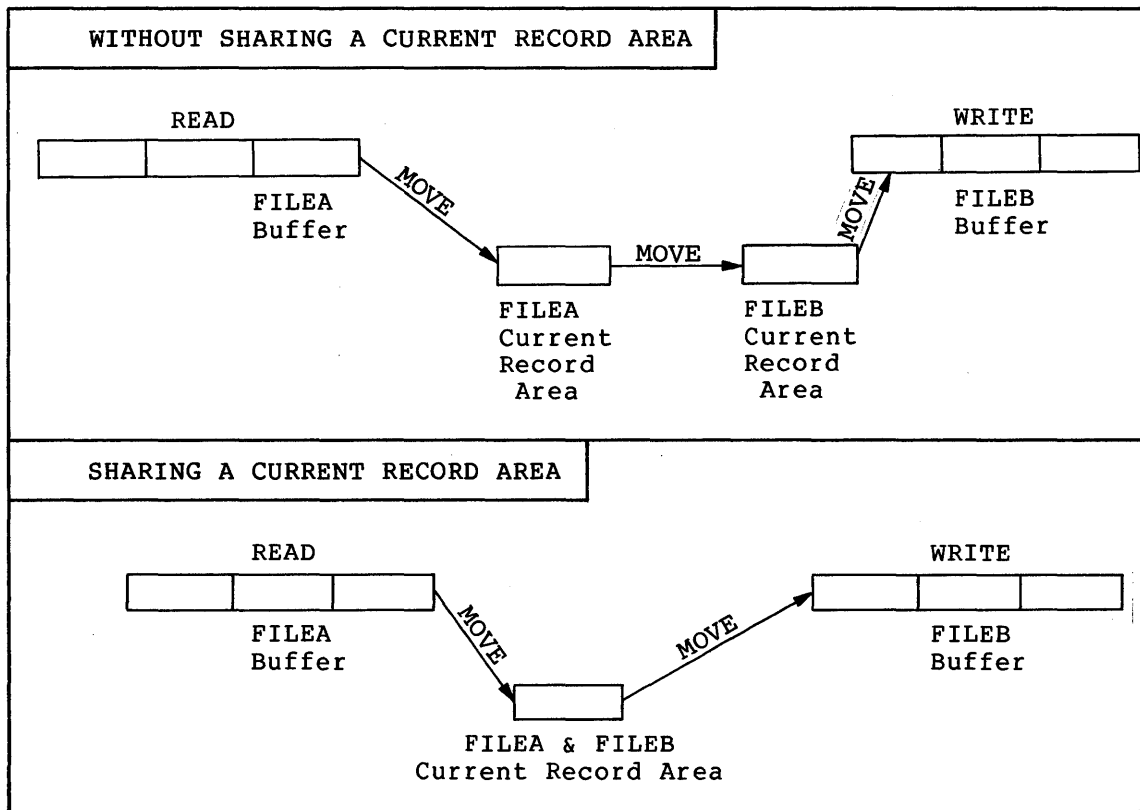 WITHOUT SHARING A CURRENT RECORD AREA
READ
WRITE
FILEA
Buffer
MOVE
MOVE
MOVE
FILEB
Buffer
FILEA
Current
Record
Area
FILEB
Current
Record
Area
SHARING A CURRENT RECORD AREA
READ
WRITE
FILEA
Buffer
MOVE
MOVE
FILEB
Buffer
FILEA & FILEB
Current Record Area